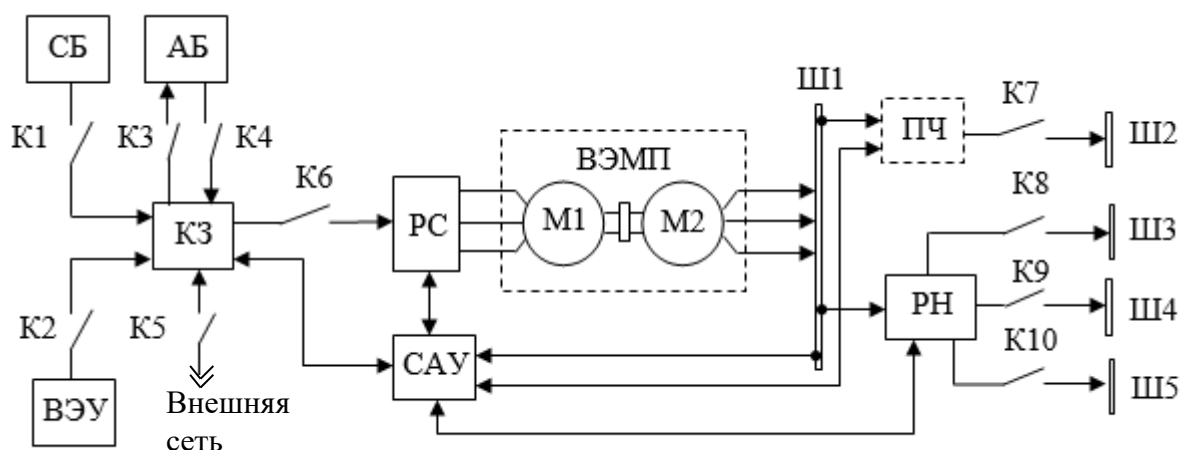 СБ
АБ
Ш1
К7
К1
К3
К4
ПЧ
Ш2
ВЭМП
К6
К8
КЗ
РС
М1
М2
Ш3
К9
К2
К5
РН
Ш4
К10
САУ
ВЭУ
Внешняя
сеть
Ш5